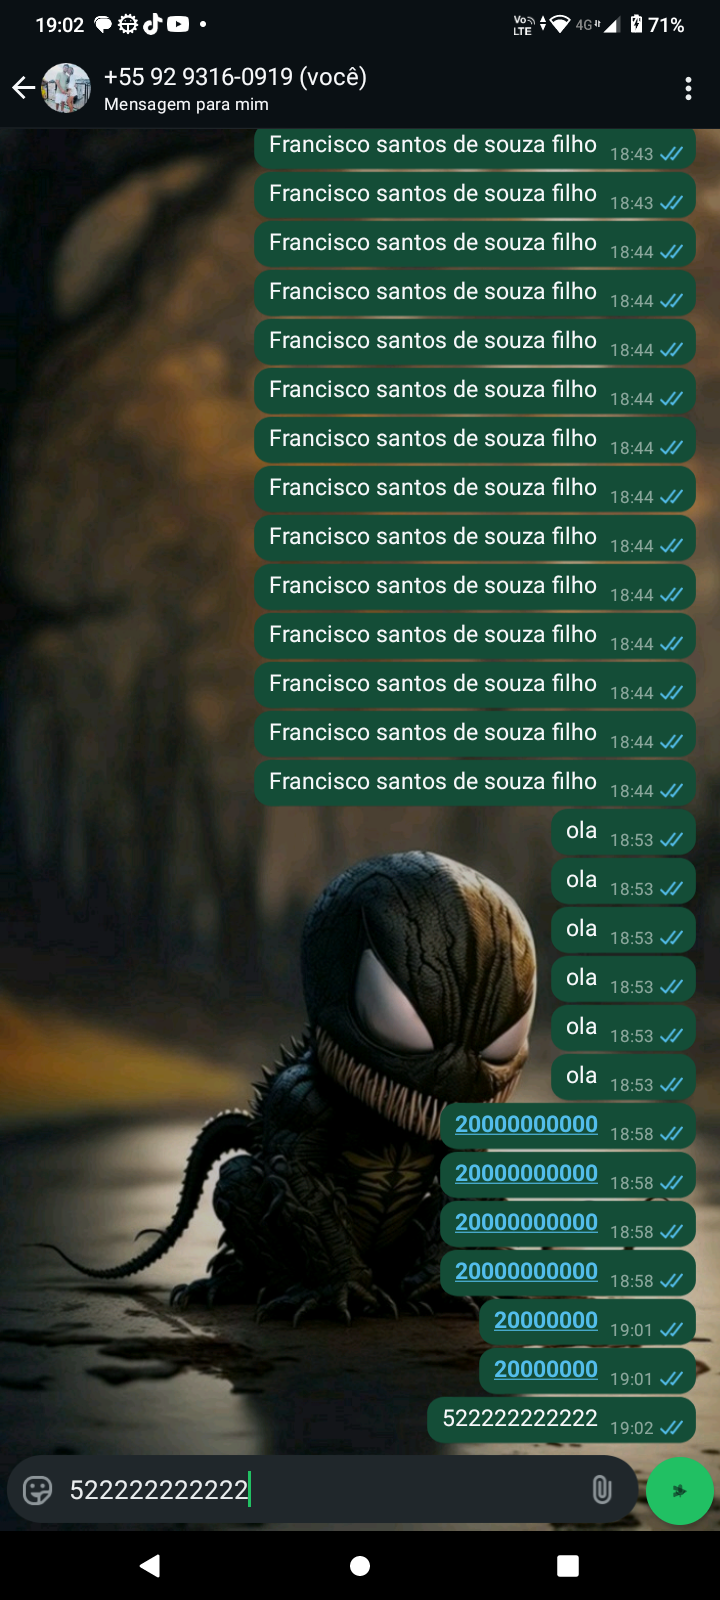 19:02 4G 71%
Vo LTE
+55 92 9316-0919 (você)
Mensagem para mim
Francisco santos de souza filho 18:43
Francisco santos de souza filho 18:43
Francisco santos de souza filho 18:44
Francisco santos de souza filho 18:44
Francisco santos de souza filho 18:44
Francisco santos de souza filho 18:44
Francisco santos de souza filho 18:44
Francisco santos de souza filho 18:44
Francisco santos de souza filho 18:44
Francisco santos de souza filho 18:44
Francisco santos de souza filho 18:44
Francisco santos de souza filho 18:44
Francisco santos de souza filho 18:44
Francisco santos de souza filho 18:44
ola 18:53
ola 18:53
ola 18:53
ola 18:53
ola 18:53
ola 18:53
20000000000 18:58
20000000000 18:58
20000000000 18:58
20000000000 18:58
20000000 19:01
20000000 19:01
522222222222 19:02
522222222222